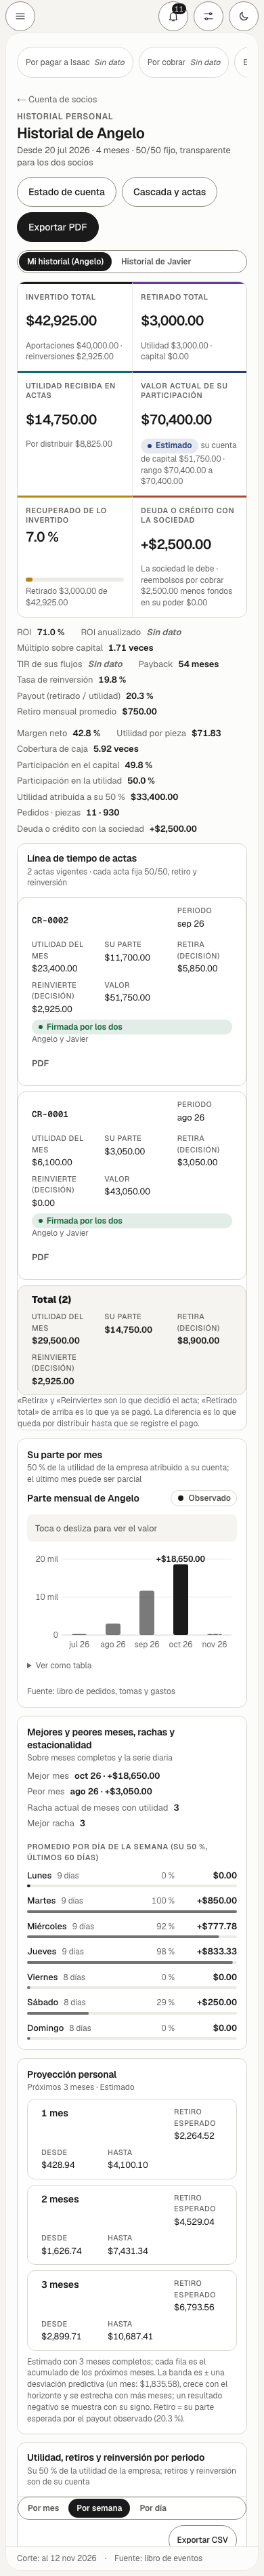 11
Por pagar a Isaac Sin dato
Por cobrar Sin dato
← Cuenta de socios
HISTORIAL PERSONAL
Historial de Angelo
Desde 20 jul 2026 · 4 meses · 50/50 fijo, transparente
para los dos socios
Estado de cuenta
Cascada y actas
Exportar PDF
Mi historial (Angelo)
Historial de Javier
INVERTIDO TOTAL
$42,925.00
Aportaciones $40,000.00 ·
reinversiones $2,925.00
RETIRADO TOTAL
$3,000.00
Utilidad $3,000.00 ·
capital $0.00
UTILIDAD RECIBIDA EN
ACTAS
$14,750.00
Por distribuir $8,825.00
VALOR ACTUAL DE SU
PARTICIPACIÓN
$70,400.00
Estimado su cuenta
de capital $51,750.00 ·
rango $70,400.00 a
$70,400.00
RECUPERADO DE LO
INVERTIDO
7.0 %
Retirado $3,000.00 de
$42,925.00
DEUDA O CRÉDITO CON
LA SOCIEDAD
+$2,500.00
La sociedad le debe ·
reembolsos por cobrar
$2,500.00 menos fondos
en su poder $0.00
ROI 71.0 % ROI anualizado Sin dato
Múltiplo sobre capital 1.71 veces
TIR de sus flujos Sin dato Payback 54 meses
Tasa de reinversión 19.8 %
Payout (retirado / utilidad) 20.3 %
Retiro mensual promedio $750.00
Margen neto 42.8 % Utilidad por pieza $71.83
Cobertura de caja 5.92 veces
Participación en el capital 49.8 %
Participación en la utilidad 50.0 %
Utilidad atribuida a su 50 % $33,400.00
Pedidos · piezas 11 · 930
Deuda o crédito con la sociedad +$2,500.00
Línea de tiempo de actas
2 actas vigentes · cada acta fija 50/50, retiro y
reinversión
CR-0002
PERIODO
sep 26
UTILIDAD DEL
MES
$23,400.00
SU PARTE
$11,700.00
RETIRA
(DECISIÓN)
$5,850.00
REINVIERTE
(DECISIÓN)
$2,925.00
VALOR
$51,750.00
Firmada por los dos
Angelo y Javier
PDF
CR-0001
PERIODO
ago 26
UTILIDAD DEL
MES
$6,100.00
SU PARTE
$3,050.00
RETIRA
(DECISIÓN)
$3,050.00
REINVIERTE
(DECISIÓN)
$0.00
VALOR
$43,050.00
Firmada por los dos
Angelo y Javier
PDF
Total (2)
UTILIDAD DEL
MES
$29,500.00
SU PARTE
$14,750.00
RETIRA
(DECISIÓN)
$8,900.00
REINVIERTE
(DECISIÓN)
$2,925.00
«Retira» y «Reinvierte» son lo que decidió el acta; «Retirado
total» de arriba es lo que ya se pagó. La diferencia es lo que
queda por distribuir hasta que se registre el pago.
Su parte por mes
50 % de la utilidad de la empresa atribuido a su cuenta;
el último mes puede ser parcial
Parte mensual de Angelo
Observado
Toca o desliza para ver el valor
+$18,650.00
20 mil
10 mil
0
jul 26 ago 26 sep 26 oct 26 nov 26
▶ Ver como tabla
Fuente: libro de pedidos, tomas y gastos
Mejores y peores meses, rachas y
estacionalidad
Sobre meses completos y la serie diaria
Mejor mes oct 26 · +$18,650.00
Peor mes ago 26 · +$3,050.00
Racha actual de meses con utilidad 3
Mejor racha 3
PROMEDIO POR DÍA DE LA SEMANA (SU 50 %,
ÚLTIMOS 60 DÍAS)
Lunes 9 días 0 % $0.00
Martes 9 días 100 % +$850.00
Miércoles 9 días 92 % +$777.78
Jueves 9 días 98 % +$833.33
Viernes 8 días 0 % $0.00
Sábado 8 días 29 % +$250.00
Domingo 8 días 0 % $0.00
Proyección personal
Próximos 3 meses · Estimado
1 mes
RETIRO
ESPERADO
$2,264.52
DESDE
$428.94
HASTA
$4,100.10
2 meses
RETIRO
ESPERADO
$4,529.04
DESDE
$1,626.74
HASTA
$7,431.34
3 meses
RETIRO
ESPERADO
$6,793.56
DESDE
$2,899.71
HASTA
$10,687.41
Estimado con 3 meses completos; cada fila es el
acumulado de los próximos meses. La banda es ± una
desviación predictiva (un mes: $1,835.58), crece con el
horizonte y se estrecha con más meses; un resultado
negativo se muestra con su signo. Retiro = su parte
esperada por el payout observado (20.3 %).
Utilidad, retiros y reinversión por periodo
Su 50 % de la utilidad de la empresa; retiros y reinversión
son de su cuenta
Por mes
Por semana
Por día
Exportar CSV
Corte: al 12 nov 2026 · Fuente: libro de eventos